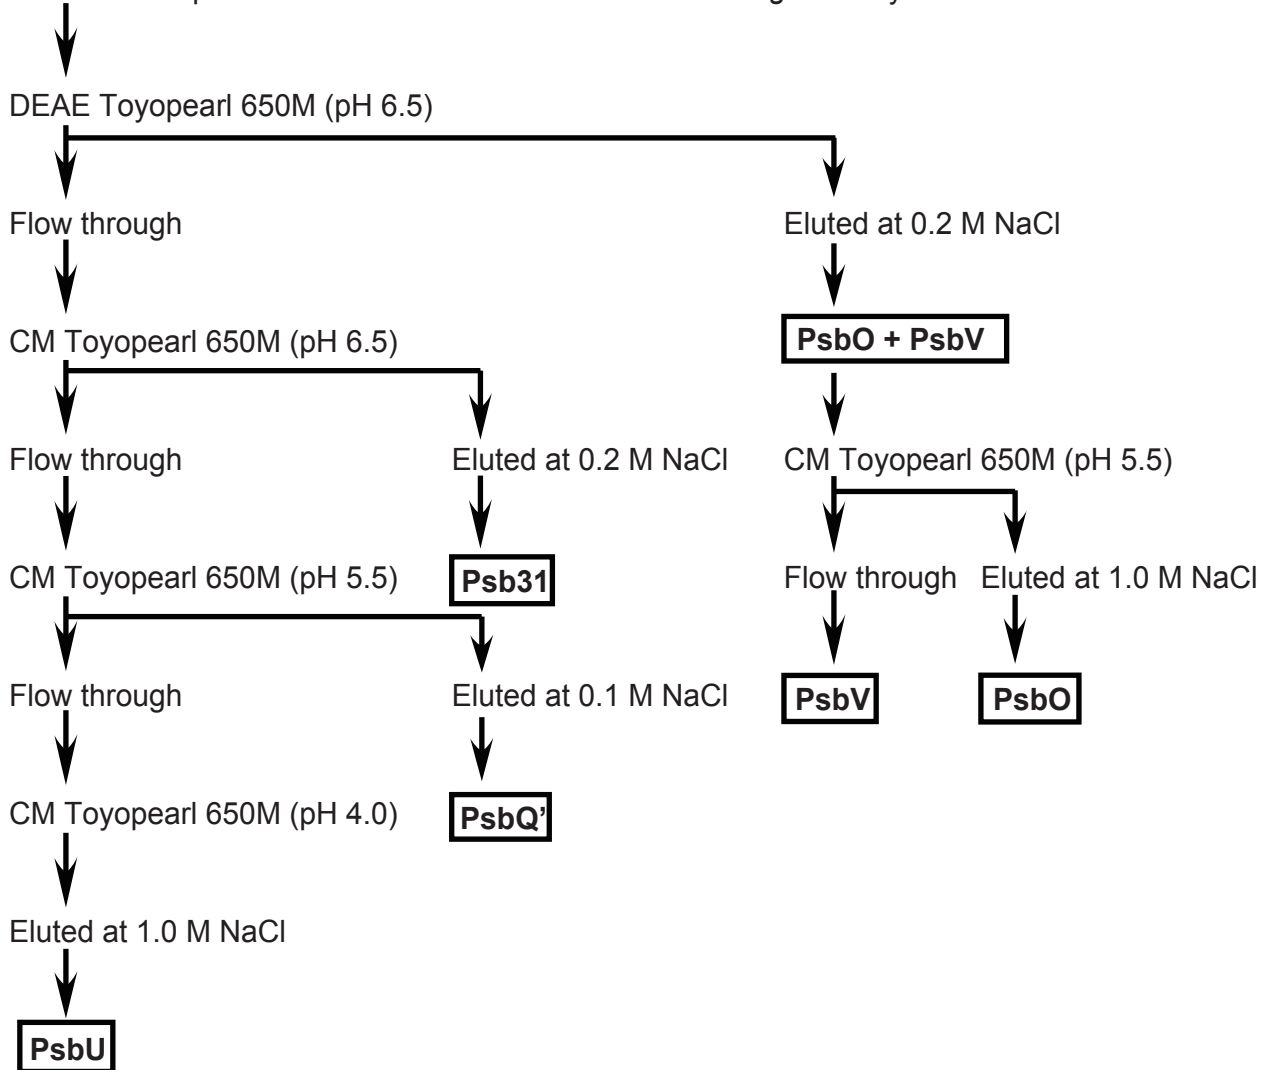 DEAE Toyopearl 650M (pH 6.5)
Flow through
Eluted at 0.2 M NaCl
CM Toyopearl 650M (pH 6.5)
PsbO + PsbV
Flow through
Eluted at 0.2 M NaCl
CM Toyopearl 650M (pH 5.5)
CM Toyopearl 650M (pH 5.5)
Psb31
Flow through
Eluted at 1.0 M NaCl
Flow through
Eluted at 0.1 M NaCl
PsbV
PsbO
CM Toyopearl 650M (pH 4.0)
PsbQ'
Eluted at 1.0 M NaCl
PsbU